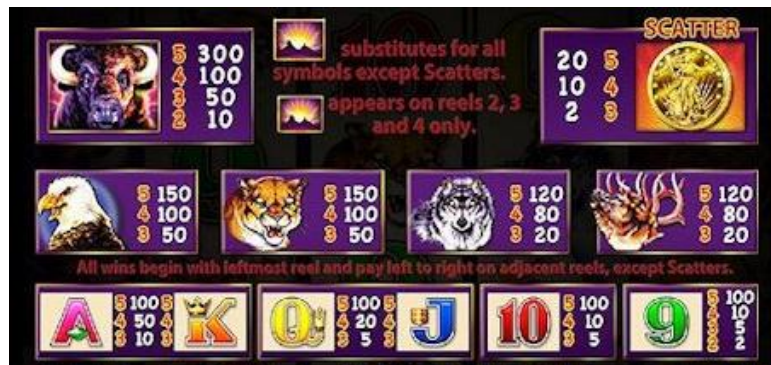 SCATTER
5 300
4 100
3 50
2 10
substitutes for all
symbols except Scatters.
appears on reels 2, 3
and 4 only.
20 5
10 4
2 3
5 150
4 100
3 50
5 150
4 100
3 50
5 120
4 80
3 20
5 120
4 80
3 20
All wins begin with leftmost reel and pay left to right on adjacent reels, except Scatters.
A 5 100 5 K
4 50 4
3 10 3
Q 5 100 5 J
4 20 4
3 5 3
10 5 100
4 10
3 5
9 5 100
4 10
3 5
2 2